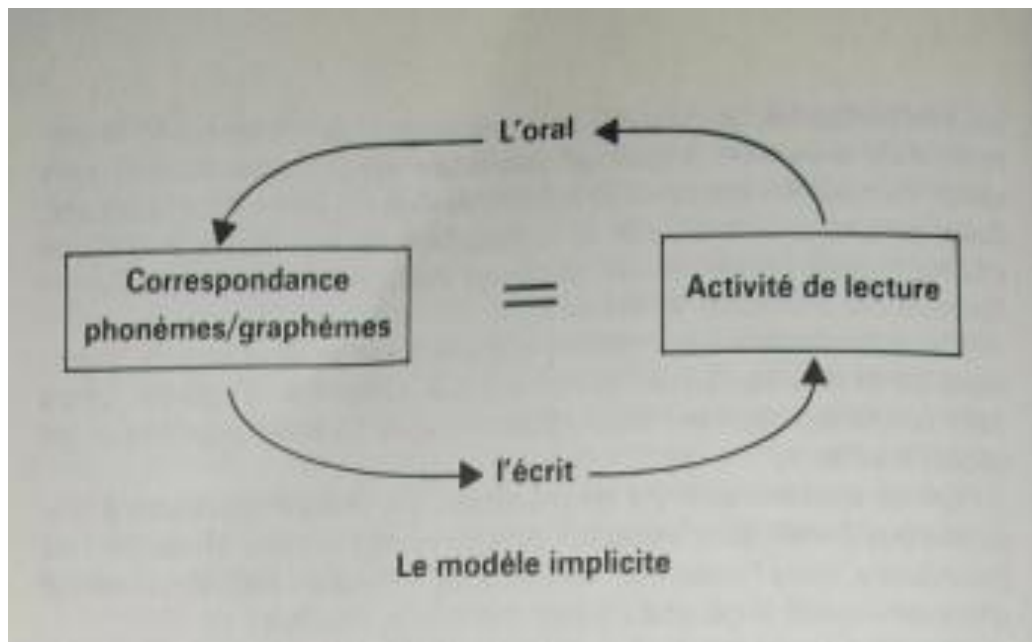 L'oral
Correspondance
phonèmes/graphèmes
=
Activité de lecture
l'écrit
Le modèle implicite